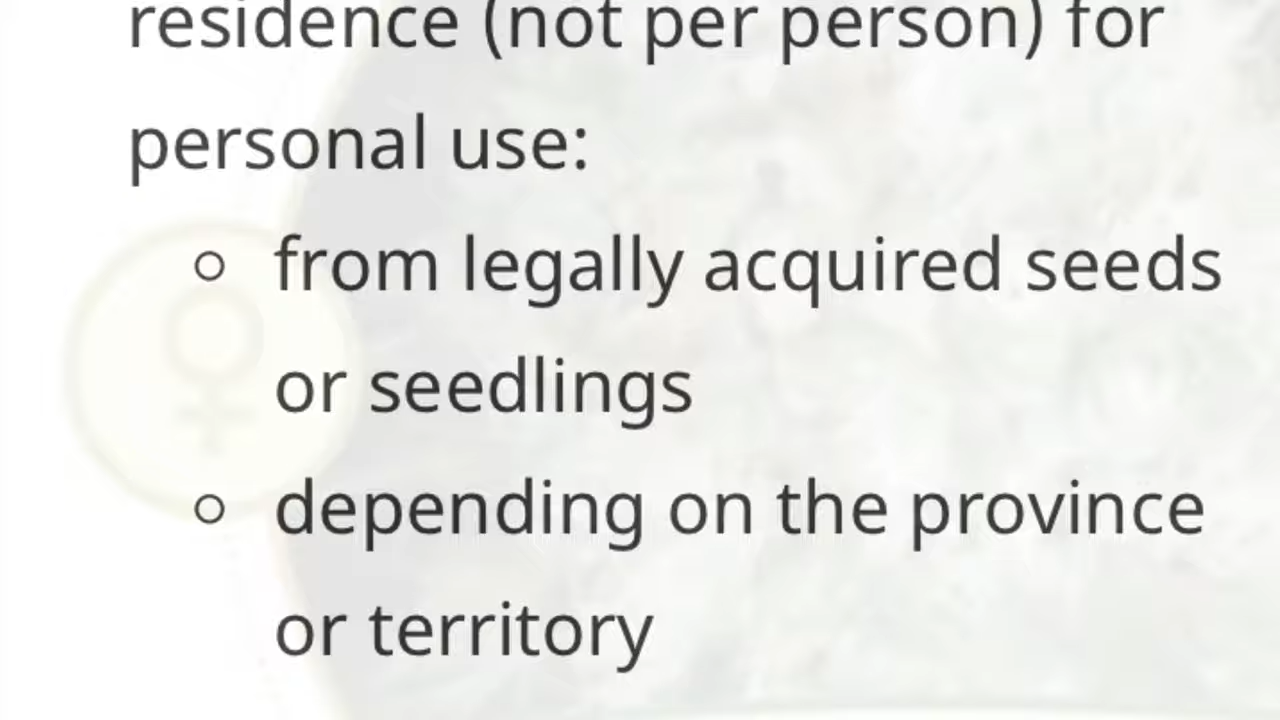 residence (not per person) for
personal use:
○ from legally acquired seeds
or seedlings
○ depending on the province
or territory